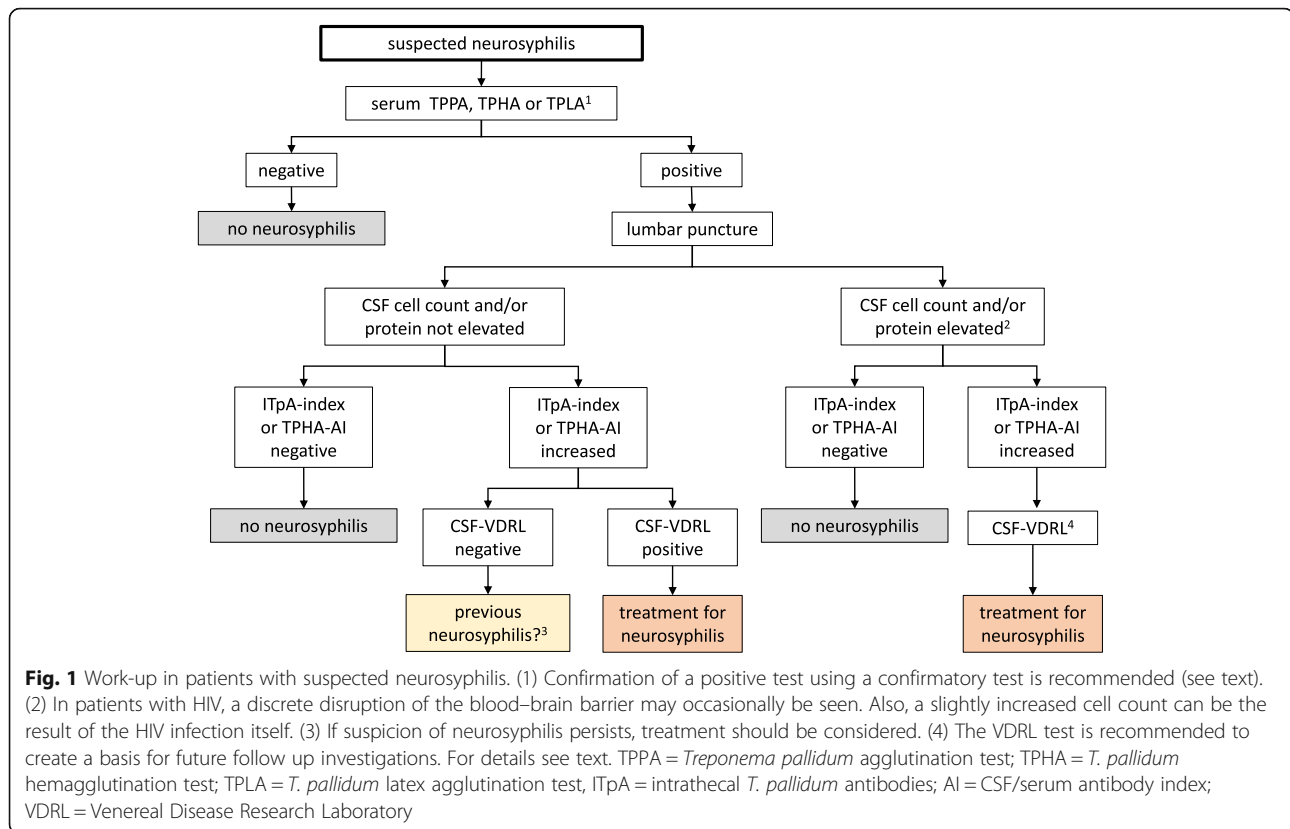 suspected neurosyphilis
serum TPPA, TPHA or TPLA1
negative
positive
no neurosyphilis
lumbar puncture
CSF cell count and/or
protein not elevated
CSF cell count and/or
protein elevated2
ITpA-index
or TPHA-AI
negative
ITpA-index
or TPHA-AI
increased
ITpA-index
or TPHA-AI
negative
ITpA-index
or TPHA-AI
increased
no neurosyphilis
CSF-VDRL
negative
CSF-VDRL
positive
no neurosyphilis
CSF-VDRL4
previous
neurosyphilis?3
treatment for
neurosyphilis
treatment for
neurosyphilis
Fig. 1 Work-up in patients with suspected neurosyphilis. (1) Confirmation of a positive test using a confirmatory test is recommended (see text).
(2) In patients with HIV, a discrete disruption of the blood–brain barrier may occasionally be seen. Also, a slightly increased cell count can be the
result of the HIV infection itself. (3) If suspicion of neurosyphilis persists, treatment should be considered. (4) The VDRL test is recommended to
create a basis for future follow up investigations. For details see text. TPPA = Treponema pallidum agglutination test; TPHA = T. pallidum
hemagglutination test; TPLA = T. pallidum latex agglutination test, ITpA = intrathecal T. pallidum antibodies; AI = CSF/serum antibody index;
VDRL = Venereal Disease Research Laboratory